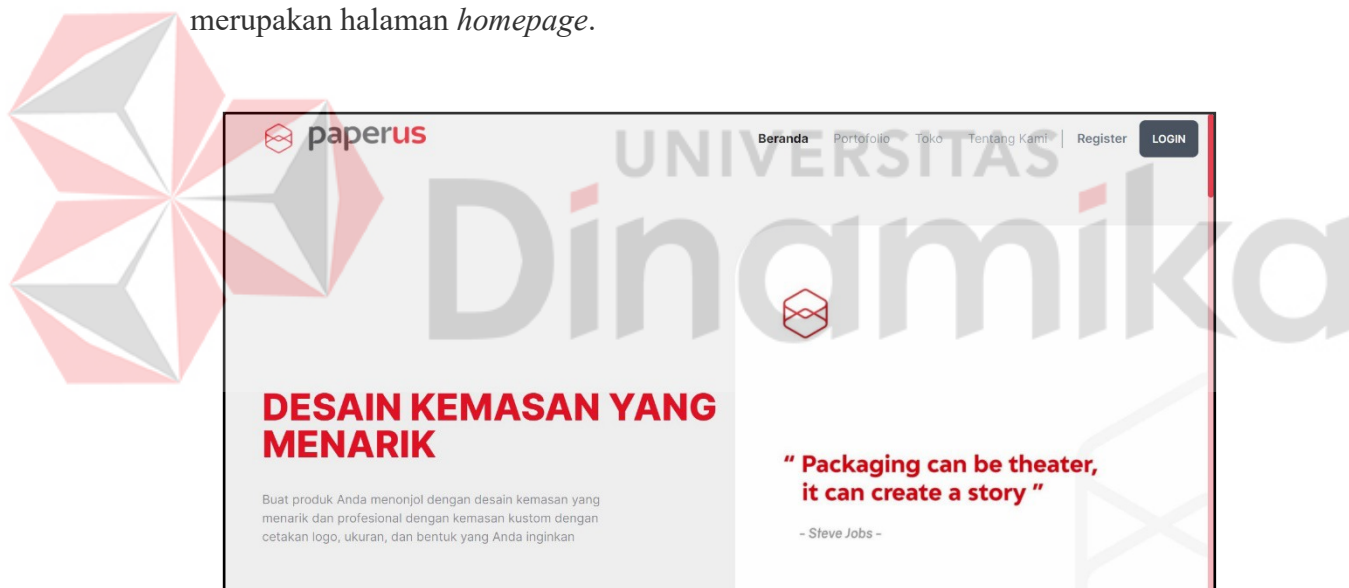 merupakan halaman homepage.
UNIVERSITAS
Dinamika
paperus
Beranda Portofolio Toko Tentang Kami | Register LOGIN
DESAIN KEMASAN YANG
MENARIK
Buat produk Anda menonjol dengan desain kemasan yang
menarik dan profesional dengan kemasan kustom dengan
cetakan logo, ukuran, dan bentuk yang Anda inginkan
“ Packaging can be theater,
it can create a story ”
- Steve Jobs -